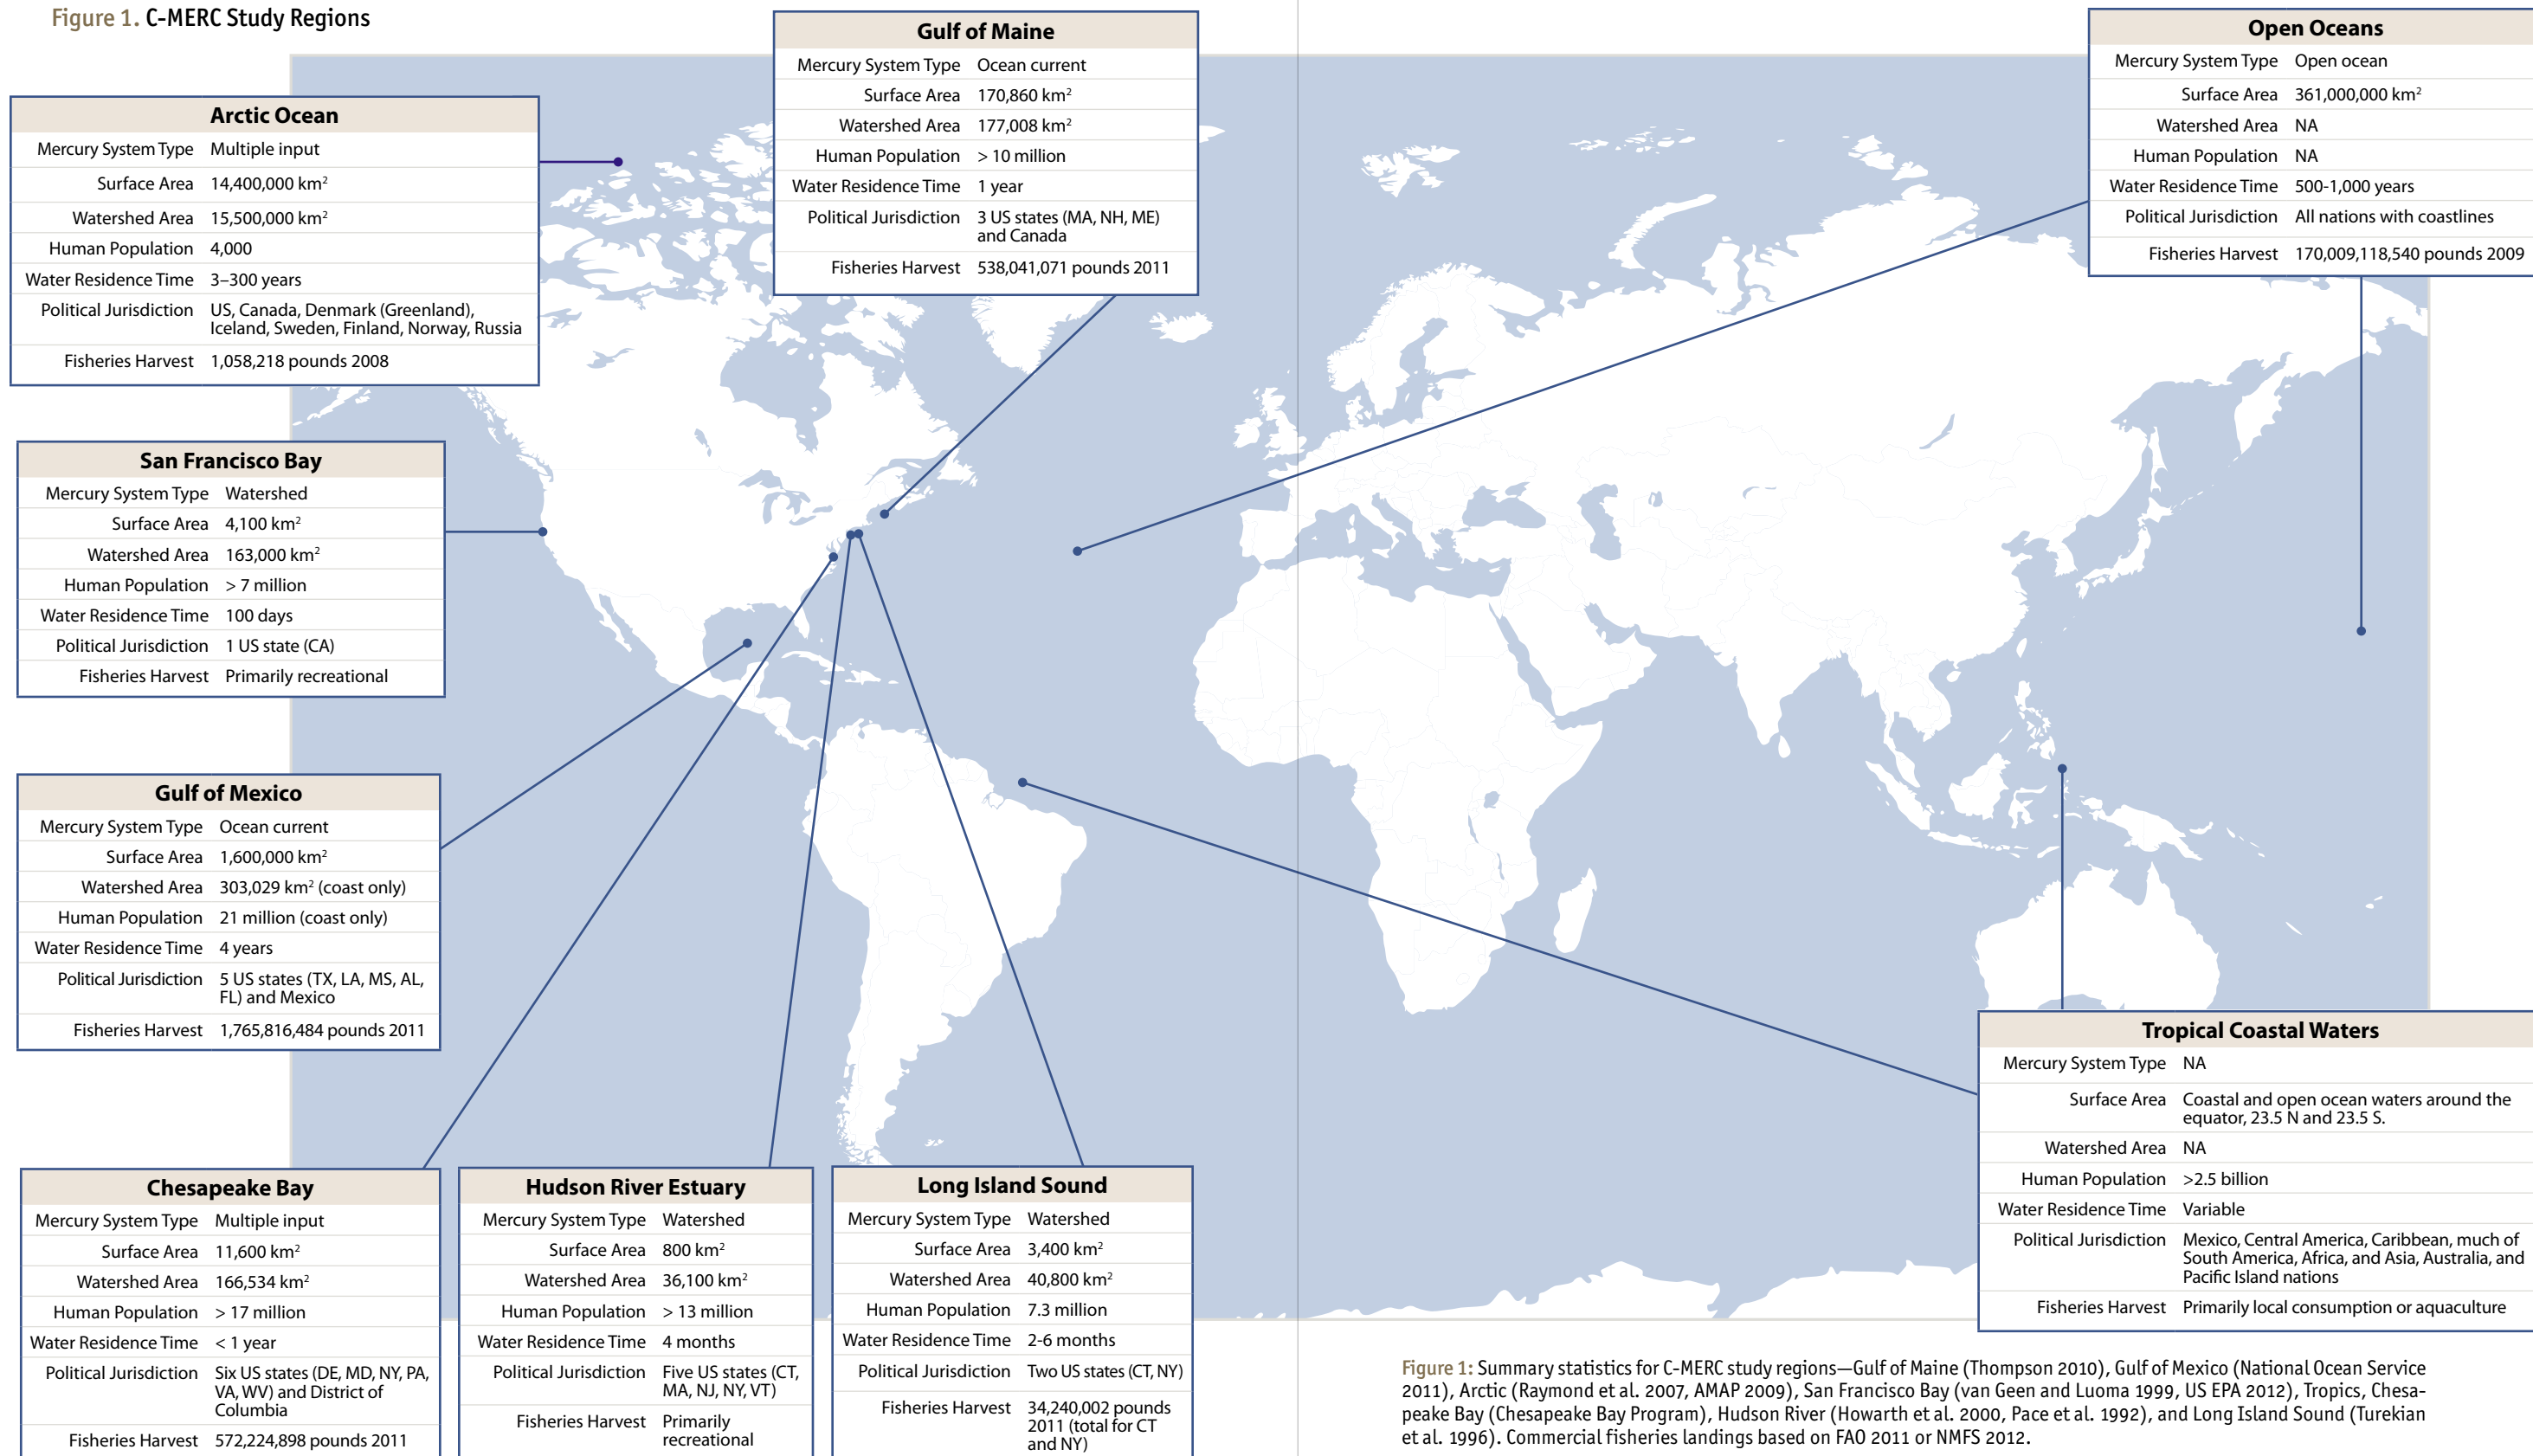 Figure 1. C-MERC Study Regions
Arctic Ocean
Mercury System Type Multiple input
Surface Area 14,400,000 km²
Watershed Area 15,500,000 km²
Human Population 4,000
Water Residence Time 3–300 years
Political Jurisdiction US, Canada, Denmark (Greenland),
Iceland, Sweden, Finland, Norway, Russia
Fisheries Harvest 1,058,218 pounds 2008
Gulf of Maine
Mercury System Type Ocean current
Surface Area 170,860 km²
Watershed Area 177,008 km²
Human Population > 10 million
Water Residence Time 1 year
Political Jurisdiction 3 US states (MA, NH, ME)
and Canada
Fisheries Harvest 538,041,071 pounds 2011
Open Oceans
Mercury System Type Open ocean
Surface Area 361,000,000 km²
Watershed Area NA
Human Population NA
Water Residence Time 500-1,000 years
Political Jurisdiction All nations with coastlines
Fisheries Harvest 170,009,118,540 pounds 2009
San Francisco Bay
Mercury System Type Watershed
Surface Area 4,100 km²
Watershed Area 163,000 km²
Human Population > 7 million
Water Residence Time 100 days
Political Jurisdiction 1 US state (CA)
Fisheries Harvest Primarily recreational
Gulf of Mexico
Mercury System Type Ocean current
Surface Area 1,600,000 km²
Watershed Area 303,029 km² (coast only)
Human Population 21 million (coast only)
Water Residence Time 4 years
Political Jurisdiction 5 US states (TX, LA, MS, AL,
FL) and Mexico
Fisheries Harvest 1,765,816,484 pounds 2011
Chesapeake Bay
Mercury System Type Multiple input
Surface Area 11,600 km²
Watershed Area 166,534 km²
Human Population > 17 million
Water Residence Time < 1 year
Political Jurisdiction Six US states (DE, MD, NY, PA,
VA, WV) and District of
Columbia
Fisheries Harvest 572,224,898 pounds 2011
Hudson River Estuary
Mercury System Type Watershed
Surface Area 800 km²
Watershed Area 36,100 km²
Human Population > 13 million
Water Residence Time 4 months
Political Jurisdiction Five US states (CT,
MA, NJ, NY, VT)
Fisheries Harvest Primarily
recreational
Long Island Sound
Mercury System Type Watershed
Surface Area 3,400 km²
Watershed Area 40,800 km²
Human Population 7.3 million
Water Residence Time 2-6 months
Political Jurisdiction Two US states (CT, NY)
Fisheries Harvest 34,240,002 pounds
2011 (total for CT
and NY)
Tropical Coastal Waters
Mercury System Type NA
Surface Area Coastal and open ocean waters around the
equator, 23.5 N and 23.5 S.
Watershed Area NA
Human Population >2.5 billion
Water Residence Time Variable
Political Jurisdiction Mexico, Central America, Caribbean, much of
South America, Africa, and Asia, Australia, and
Pacific Island nations
Fisheries Harvest Primarily local consumption or aquaculture
Figure 1: Summary statistics for C-MERC study regions—Gulf of Maine (Thompson 2010), Gulf of Mexico (National Ocean Service
2011), Arctic (Raymond et al. 2007, AMAP 2009), San Francisco Bay (van Geen and Luoma 1999, US EPA 2012), Tropics, Chesa-
peake Bay (Chesapeake Bay Program), Hudson River (Howarth et al. 2000, Pace et al. 1992), and Long Island Sound (Turekian
et al. 1996). Commercial fisheries landings based on FAO 2011 or NMFS 2012.